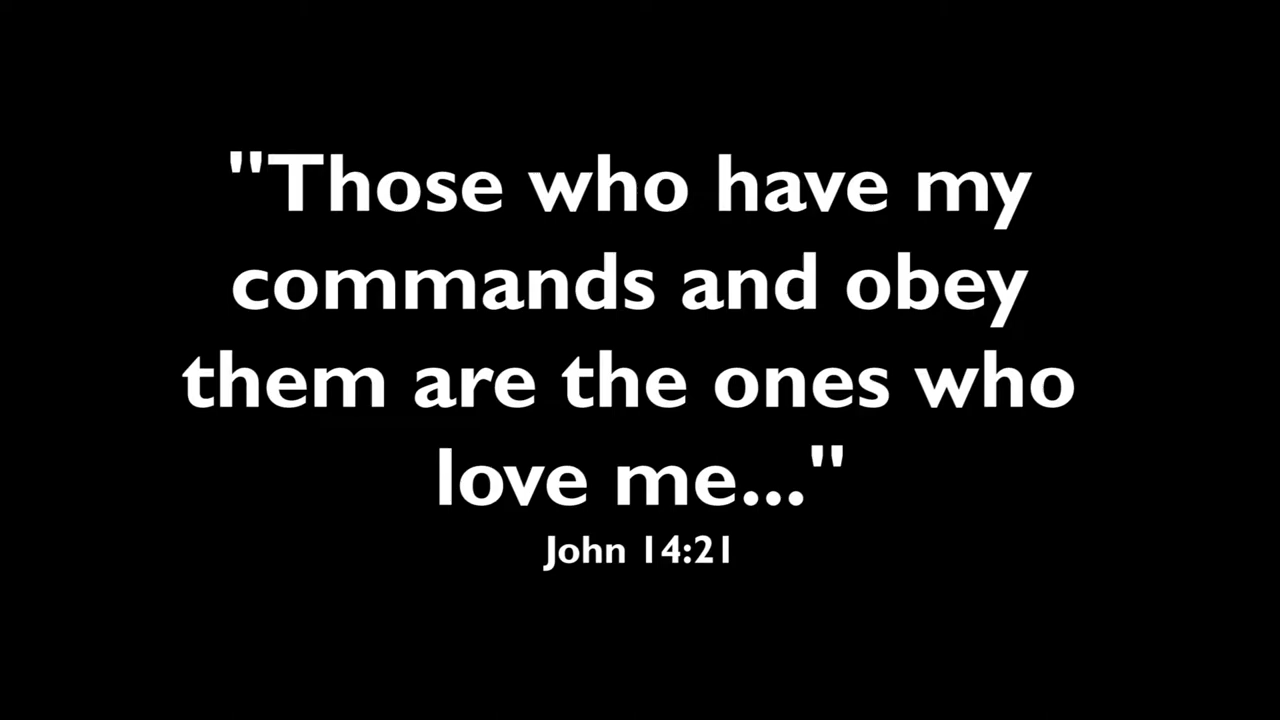 "Those who have my
commands and obey
them are the ones who
love me..."
John 14:21